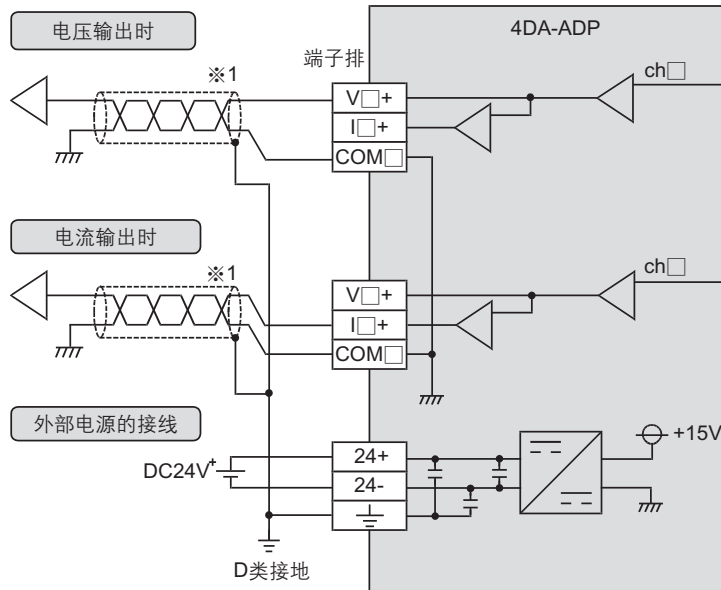 电压输出时
4DA-ADP
※1
端子排
ch□
V□+
I□+
COM□
电流输出时
※1
ch□
V□+
I□+
COM□
外部电源的接线
DC24V+
24+
24-
+15V
D类接地